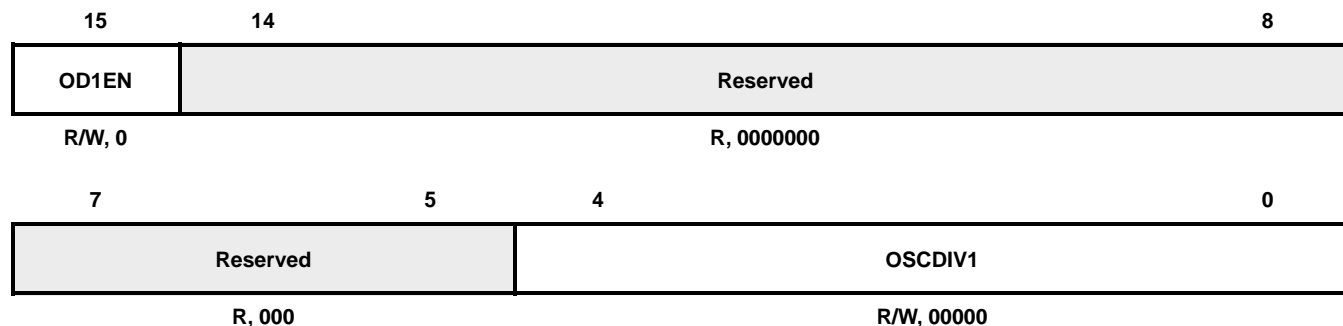 15 14 8
OD1EN Reserved
R/W, 0 R, 0000000
7 5 4 0
Reserved OSCDIV1
R, 000 R/W, 00000